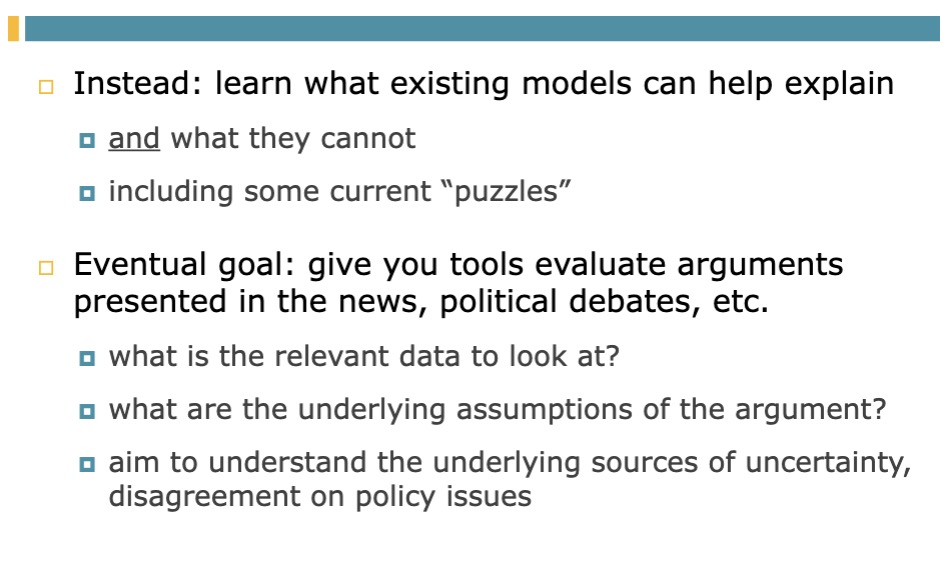 Instead: learn what existing models can help explain
and what they cannot
including some current “puzzles”
Eventual goal: give you tools evaluate arguments
presented in the news, political debates, etc.
what is the relevant data to look at?
what are the underlying assumptions of the argument?
aim to understand the underlying sources of uncertainty,
disagreement on policy issues